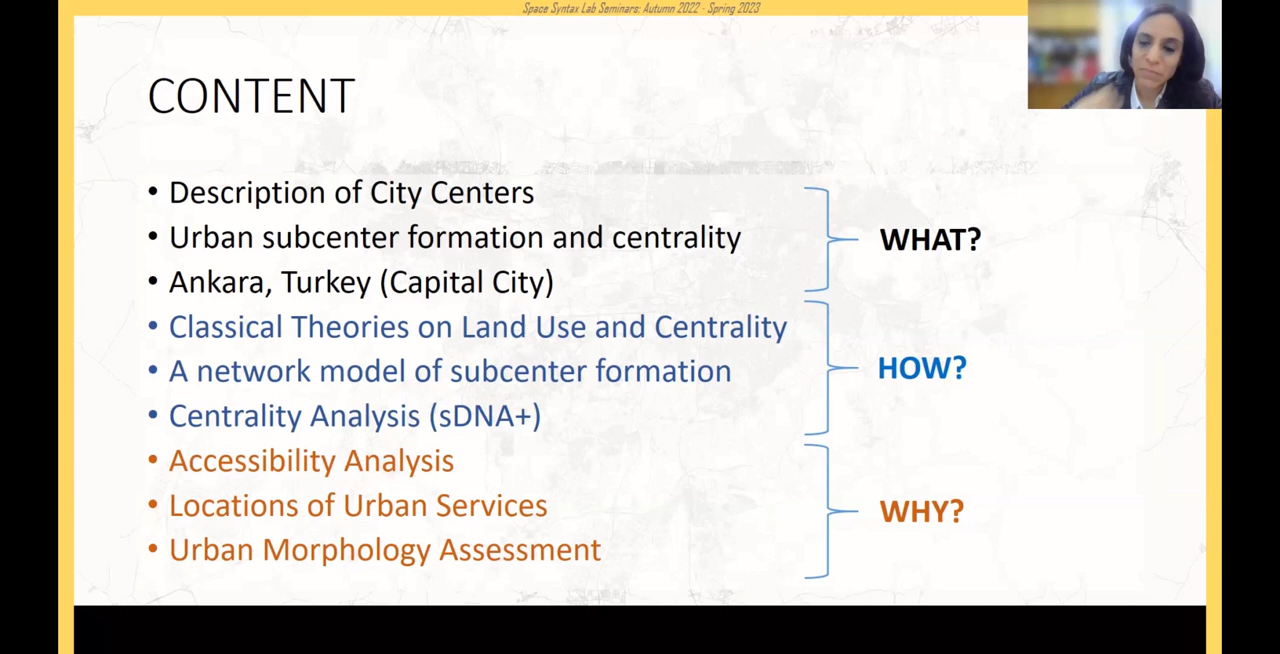 Space Syntax Lab Seminars: Autumn 2022 - Spring 2023
CONTENT
• Description of City Centers
• Urban subcenter formation and centrality
• Ankara, Turkey (Capital City)
WHAT?
• Classical Theories on Land Use and Centrality
• A network model of subcenter formation
• Centrality Analysis (sDNA+)
HOW?
• Accessibility Analysis
• Locations of Urban Services
• Urban Morphology Assessment
WHY?